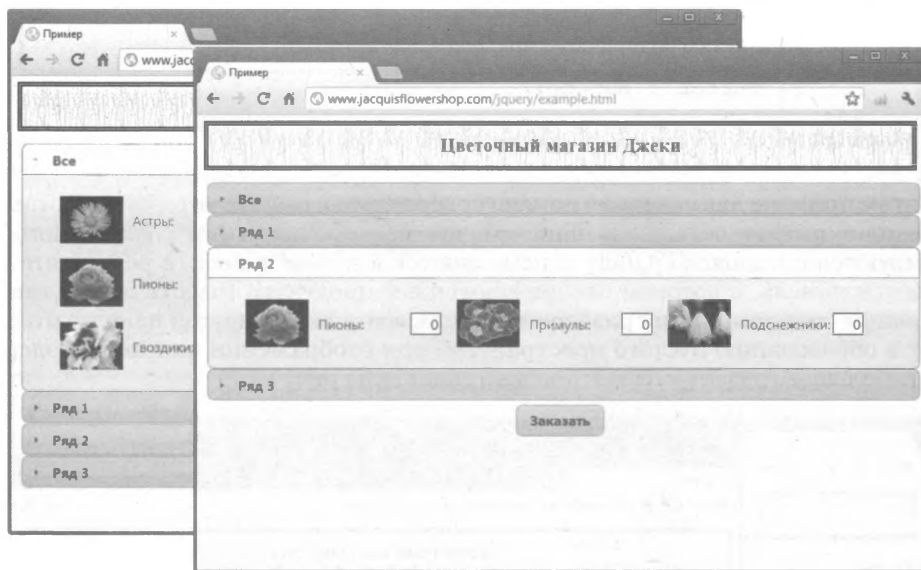 Пример
www.jacq
Все
Астры:
Пионы:
Гвоздики
Ряд 1
Ряд 2
Ряд 3
Пример
www.jacquisflowershop.com/jquery/example.html
Цветочный магазин Джеки
Все
Ряд 1
Ряд 2
Пионы: 0 Примулы: 0 Подснежники: 0
Ряд 3
Заказать